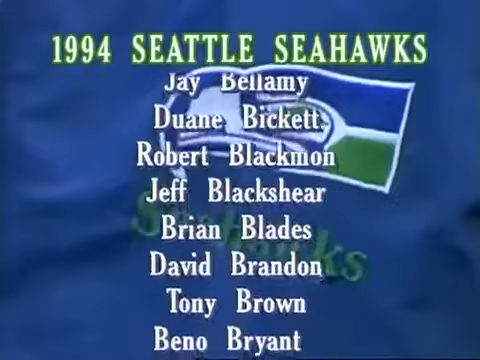 1994 SEATTLE SEAHAWKS
Jay Bellamy
Duane Bickett
Robert Blackmon
Jeff Blackshear
Brian Blades
David Brandon
Tony Brown
Beno Bryant